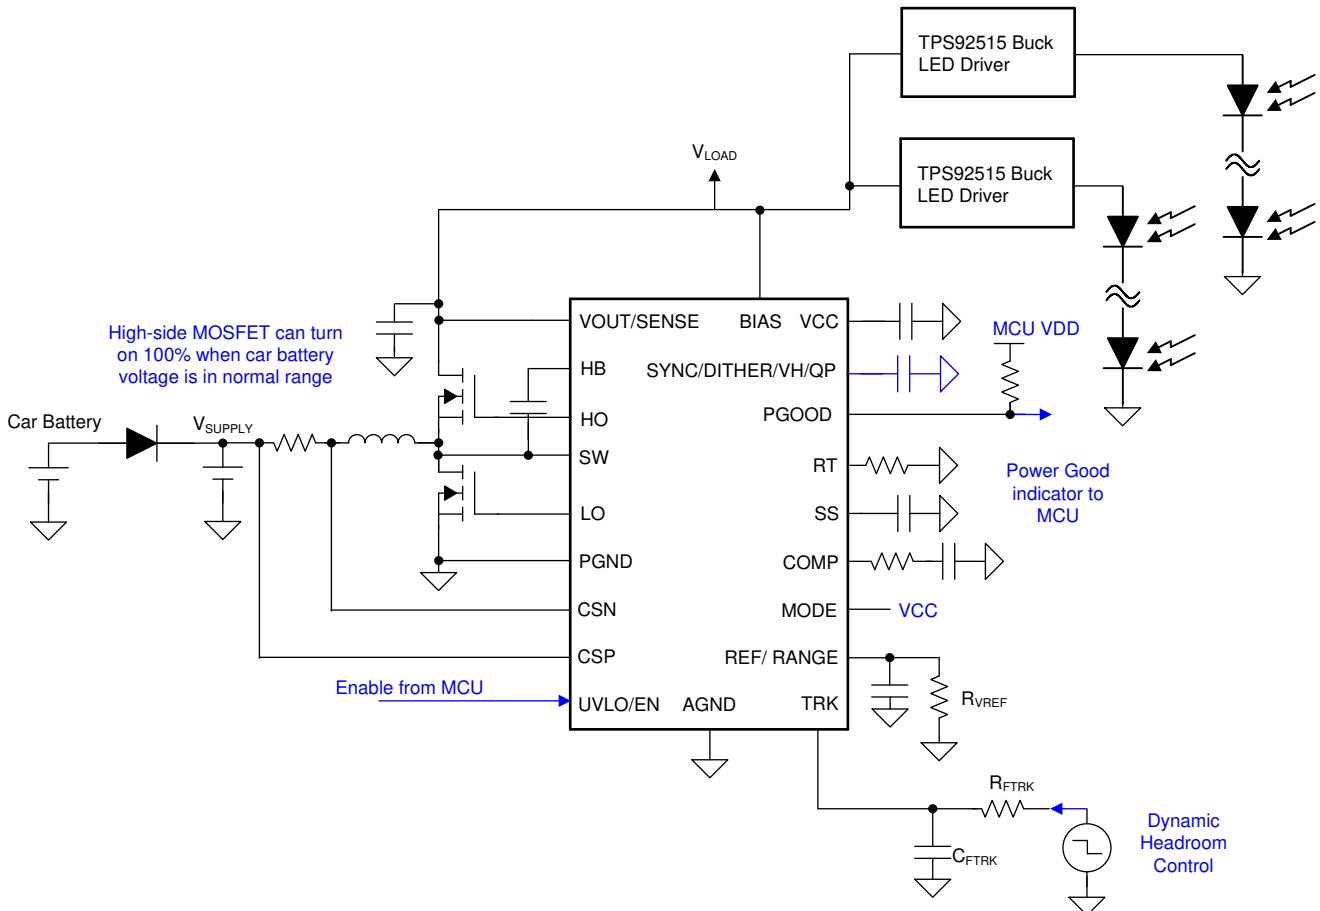 TPS92515 Buck
LED Driver
TPS92515 Buck
LED Driver
VLOAD
High-side MOSFET can turn
on 100% when car battery
voltage is in normal range
Car Battery
VSUPPLY
VOUT/SENSE
BIAS
VCC
HB
SYNC/DITHER/VH/QP
HO
PGOOD
SW
RT
LO
SS
PGND
COMP
CSN
MODE
VCC
CSP
REF/ RANGE
UVLO/EN
AGND
TRK
Enable from MCU
MCU VDD
Power Good
indicator to
MCU
RVREF
RFTRK
CFTRK
Dynamic
Headroom
Control